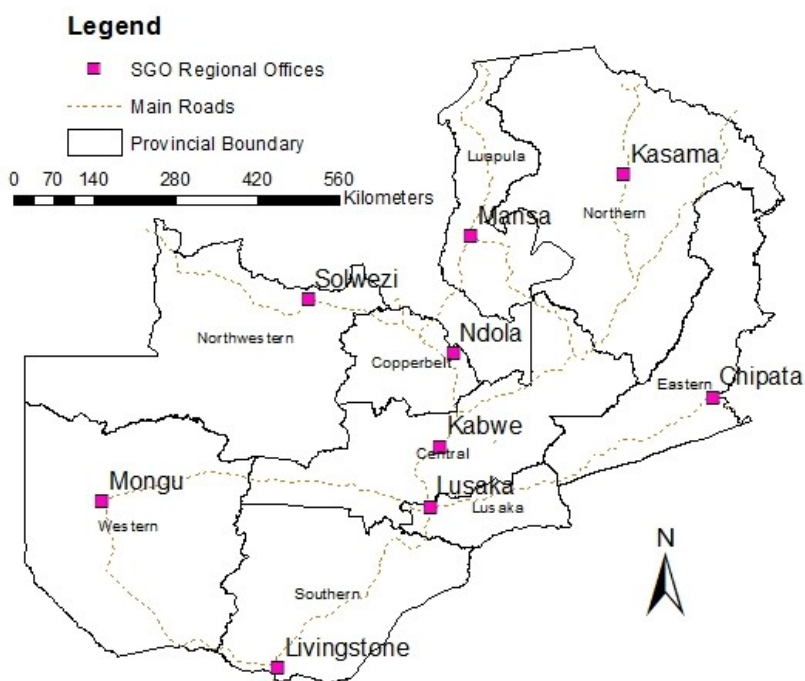 Legend
SGO Regional Offices
Main Roads
Provincial Boundary
0 70 140 280 420 560
Kilometers
Luapula
Kasama
Mansa
Northern
Solwezi
Northwestern
Ndola
Copperbelt
Eastern
Chipata
Kabwe
Central
Mongu
Lusaka
Lusaka
Western
N
Southern
Livingstone